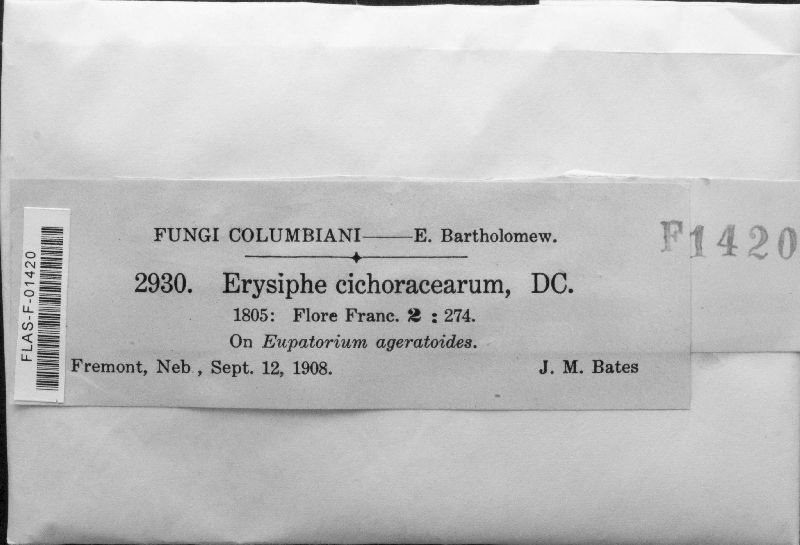 FUNGI COLUMBIANI——E. Bartholomew.
F1420
2930. Erysiphe cichoracearum, DC.
1805: Flore Franc. 2 : 274.
On Eupatorium ageratoides.
Fremont, Neb , Sept. 12, 1908. J. M. Bates
FLAS-F-01420